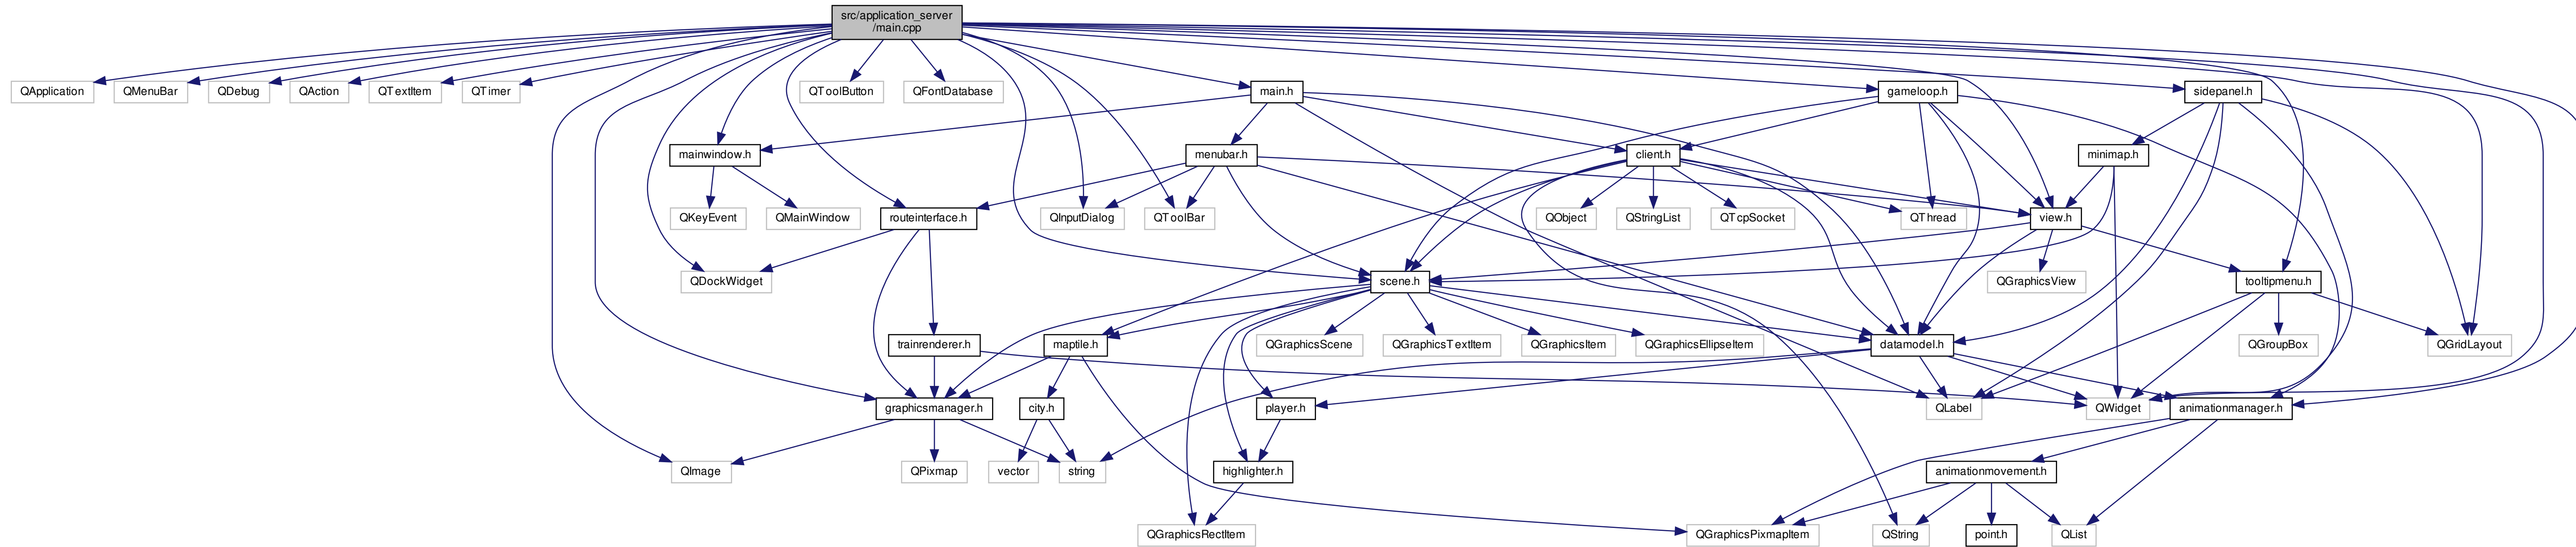 src/application_server
/main.cpp
QApplication
QMenuBar
QDebug
QAction
QTextItem
QTimer
QToolButton
QFontDatabase
main.h
gameloop.h
sidepanel.h
mainwindow.h
menubar.h
client.h
minimap.h
QKeyEvent
QMainWindow
routeinterface.h
QInputDialog
QToolBar
QObject
QStringList
QTcpSocket
QThread
view.h
QDockWidget
scene.h
QGraphicsView
tooltipmenu.h
trainrenderer.h
maptile.h
QGraphicsScene
QGraphicsTextItem
QGraphicsItem
QGraphicsEllipseItem
datamodel.h
QGroupBox
QGridLayout
graphicsmanager.h
city.h
player.h
QLabel
QWidget
animationmanager.h
QImage
QPixmap
vector
string
highlighter.h
animationmovement.h
QGraphicsRectItem
QGraphicsPixmapItem
QString
point.h
QList